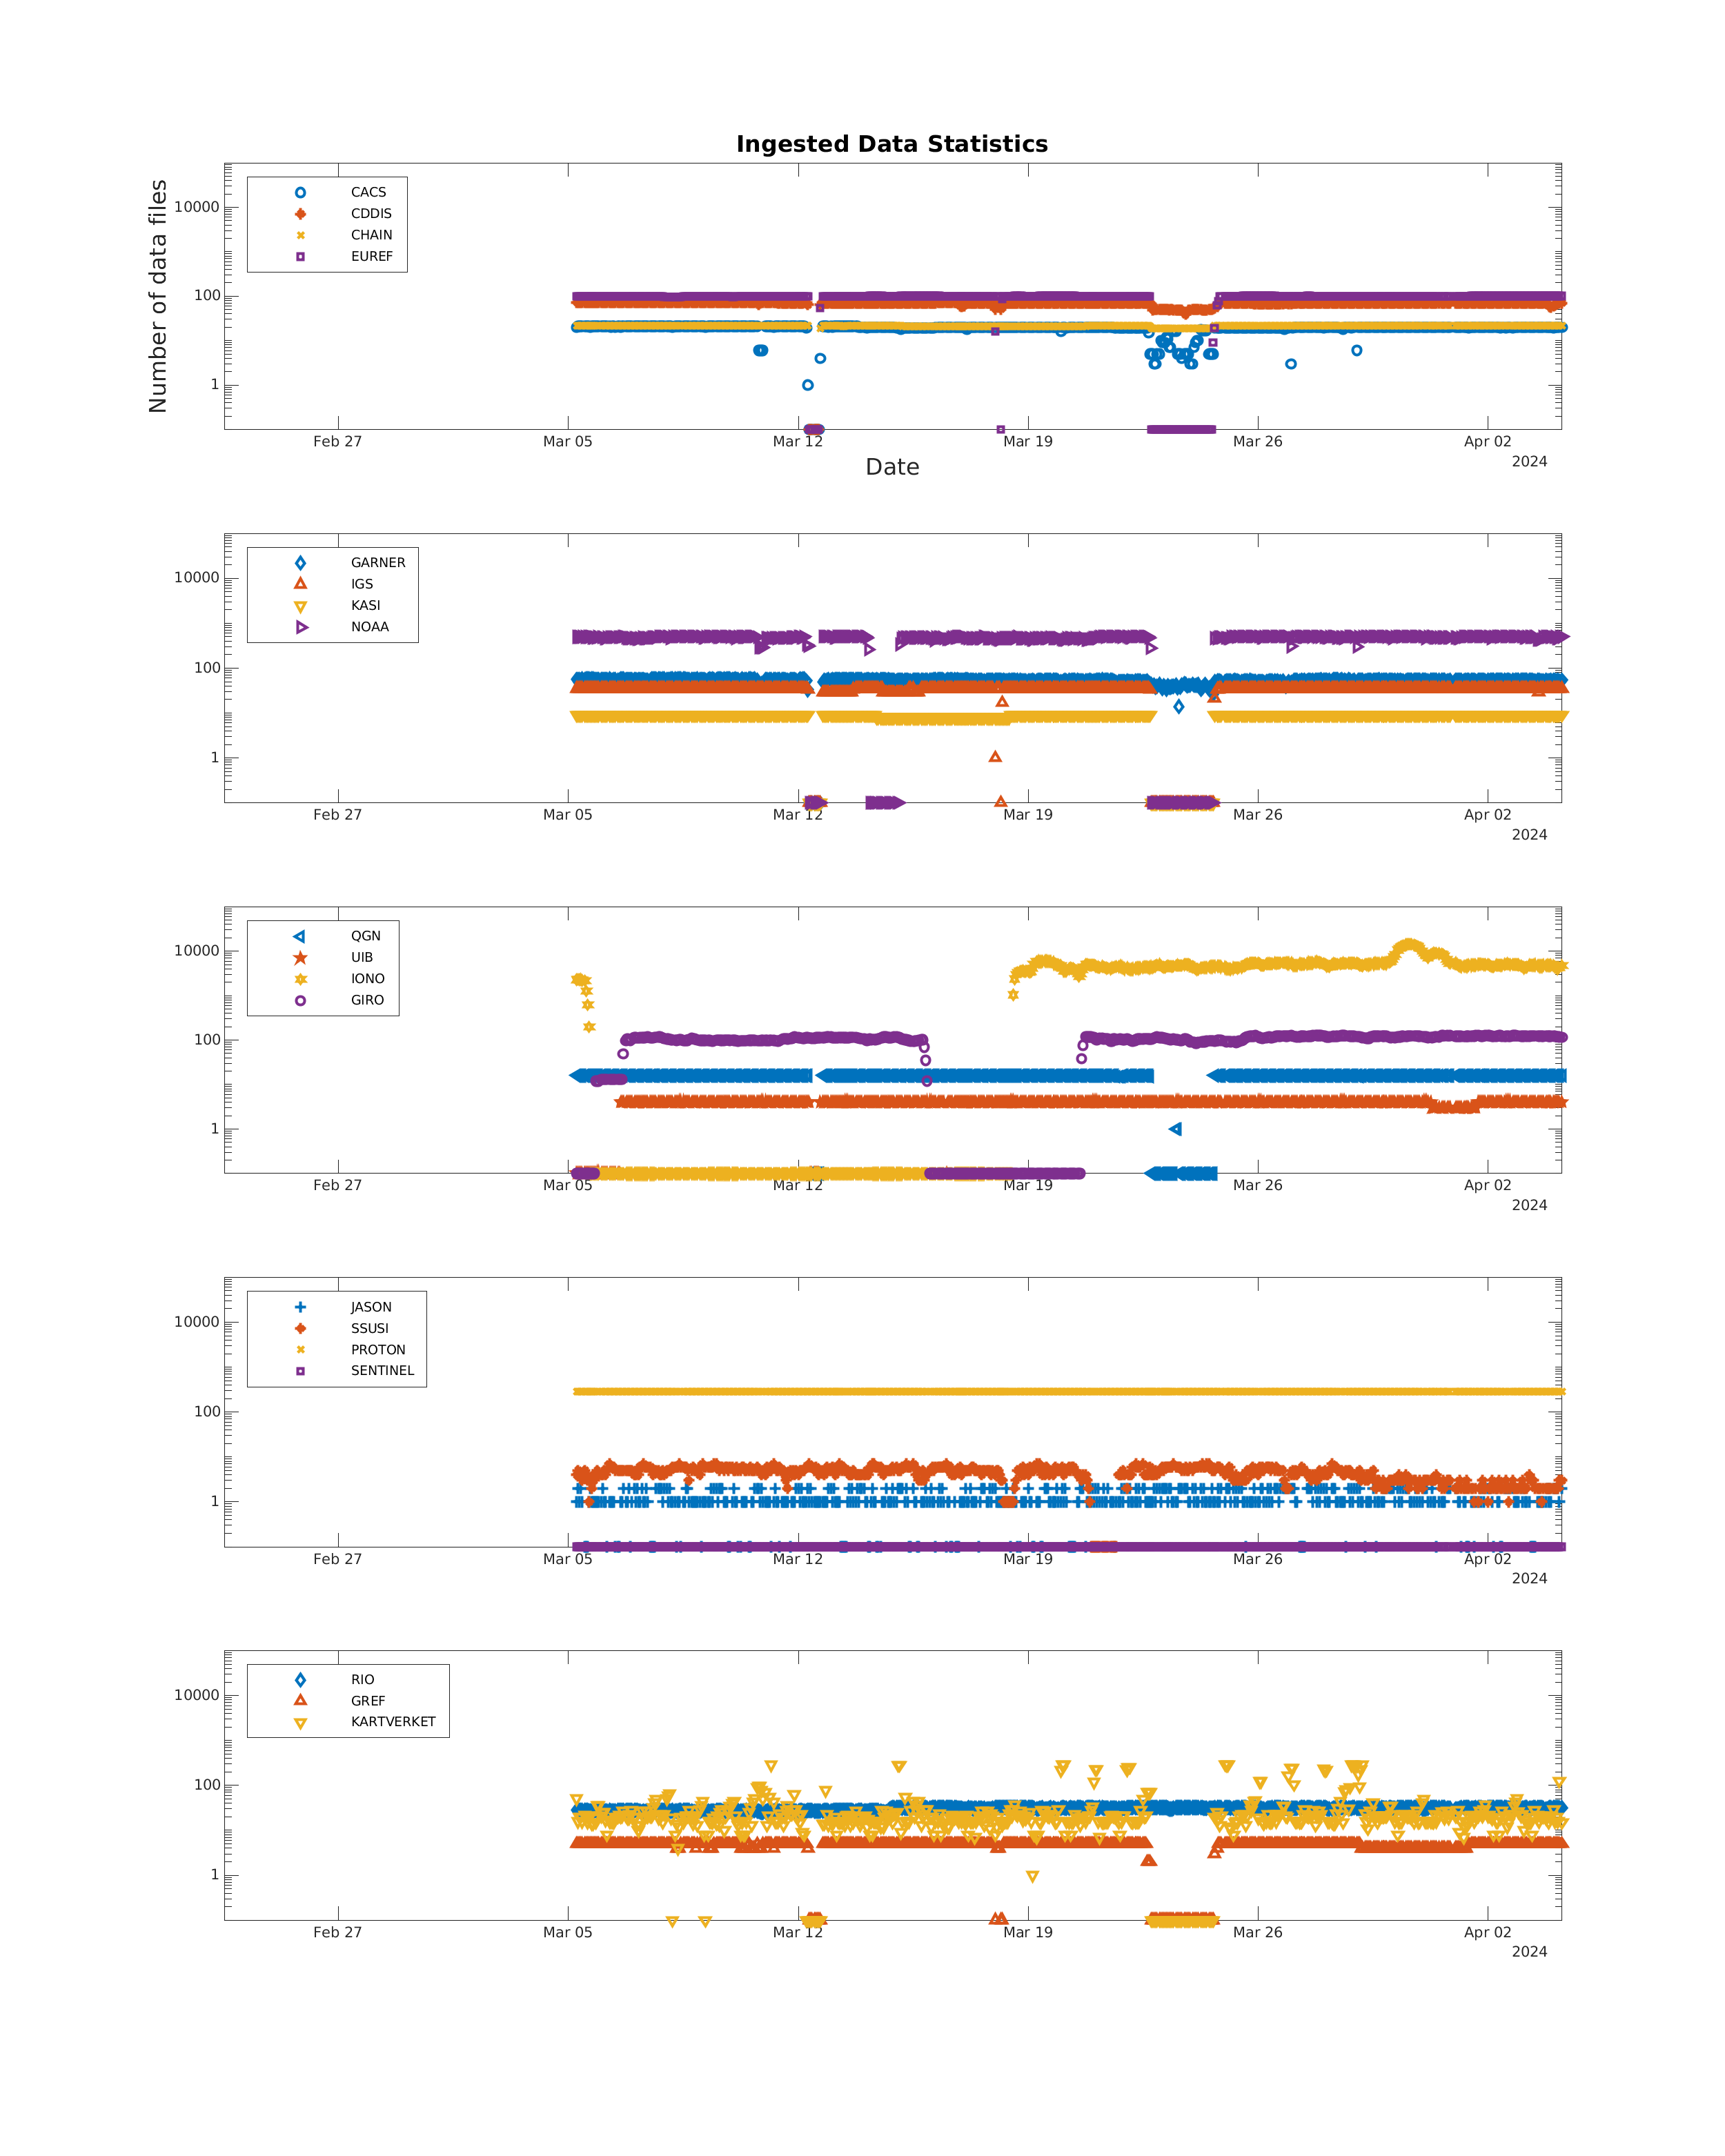 Ingested Data Statistics
Number of data files
CACS
CDDIS
CHAIN
EUREF
10000
100
1
Feb 27 Mar 05 Mar 12 Mar 19 Mar 26 Apr 02
2024
Date
GARNER
IGS
KASI
NOAA
10000
100
1
Feb 27 Mar 05 Mar 12 Mar 19 Mar 26 Apr 02
2024
QGN
UIB
IONO
GIRO
10000
100
1
Feb 27 Mar 05 Mar 12 Mar 19 Mar 26 Apr 02
2024
JASON
SSUSI
PROTON
SENTINEL
10000
100
1
Feb 27 Mar 05 Mar 12 Mar 19 Mar 26 Apr 02
2024
RIO
GREF
KARTVERKET
10000
100
1
Feb 27 Mar 05 Mar 12 Mar 19 Mar 26 Apr 02
2024